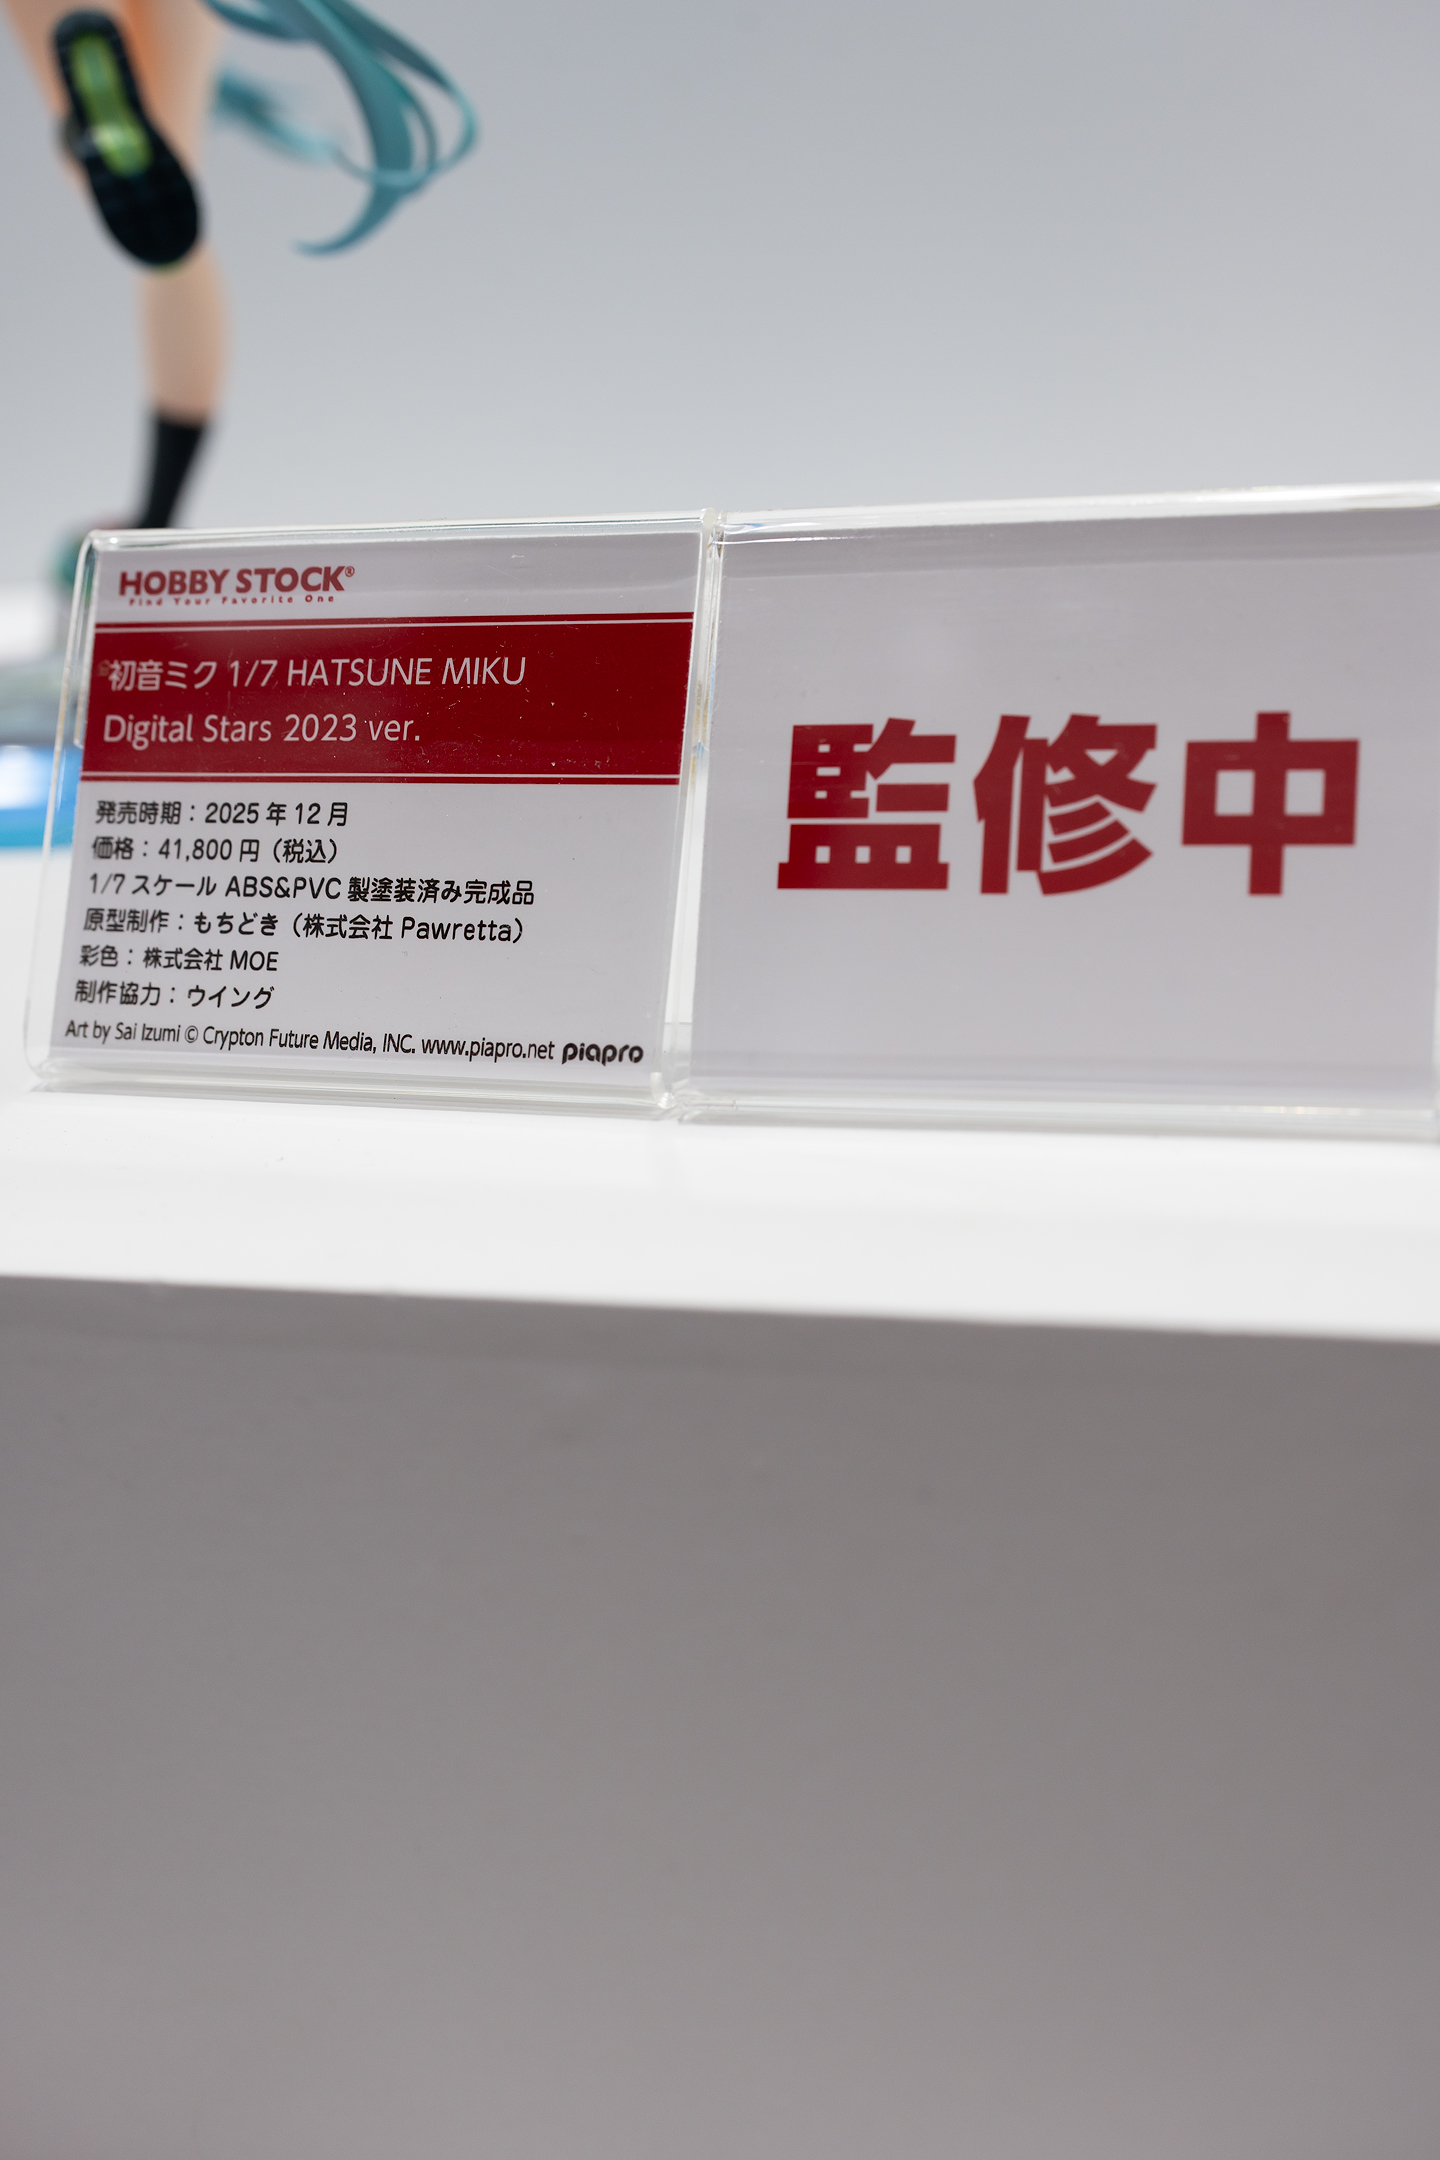 HOBBY STOCK®
Find Your Favorite One
初音ミク 1/7 HATSUNE MIKU
Digital Stars 2023 ver.
発売時期：2025年12月
価格：41,800円（税込）
1/7スケール ABS&PVC製塗装済み完成品
原型制作：もちどき（株式会社 Pawretta）
彩色：株式会社 MOE
制作協力：ウイング
Art by Sai Izumi © Crypton Future Media, INC. www.piapro.net piapro
監修中